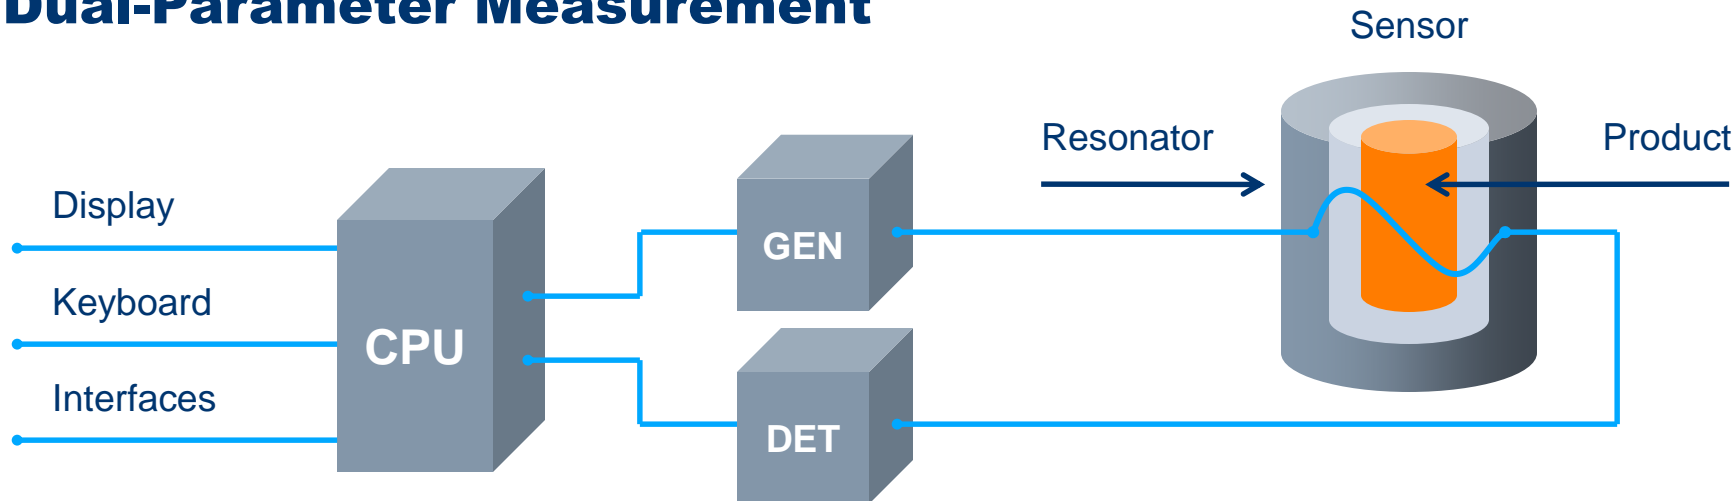 Dual-Parameter Measurement
Sensor
Resonator
Product
Display
GEN
Keyboard
CPU
Interfaces
DET